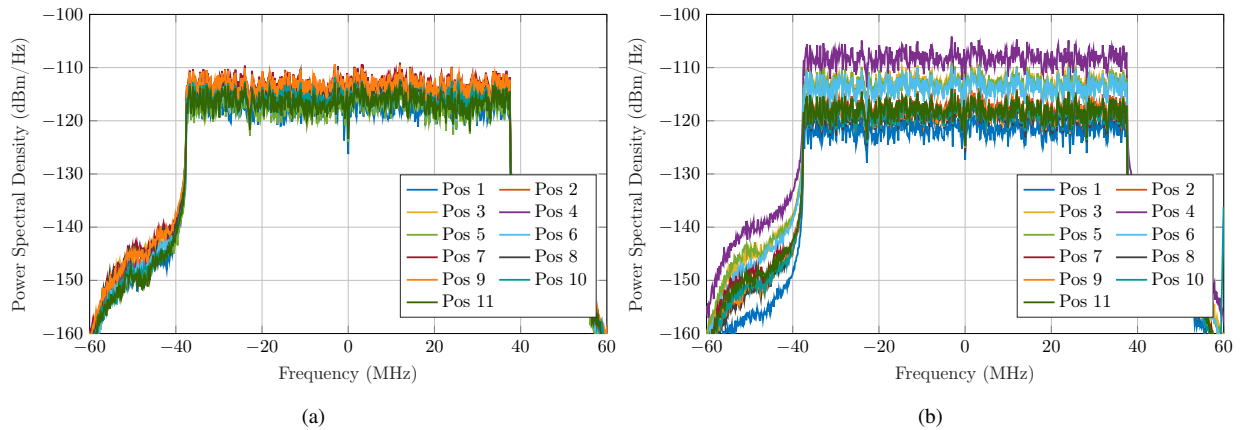 −100
−110
−120
−130
−140
−150
−160
Power Spectral Density (dBm/Hz)
Pos 1 Pos 2
Pos 3 Pos 4
Pos 5 Pos 6
Pos 7 Pos 8
Pos 9 Pos 10
Pos 11
−60 −40 −20 0 20 40 60
Frequency (MHz)
(a)
−100
−110
−120
−130
−140
−150
−160
Power Spectral Density (dBm/Hz)
Pos 1 Pos 2
Pos 3 Pos 4
Pos 5 Pos 6
Pos 7 Pos 8
Pos 9 Pos 10
Pos 11
−60 −40 −20 0 20 40 60
Frequency (MHz)
(b)